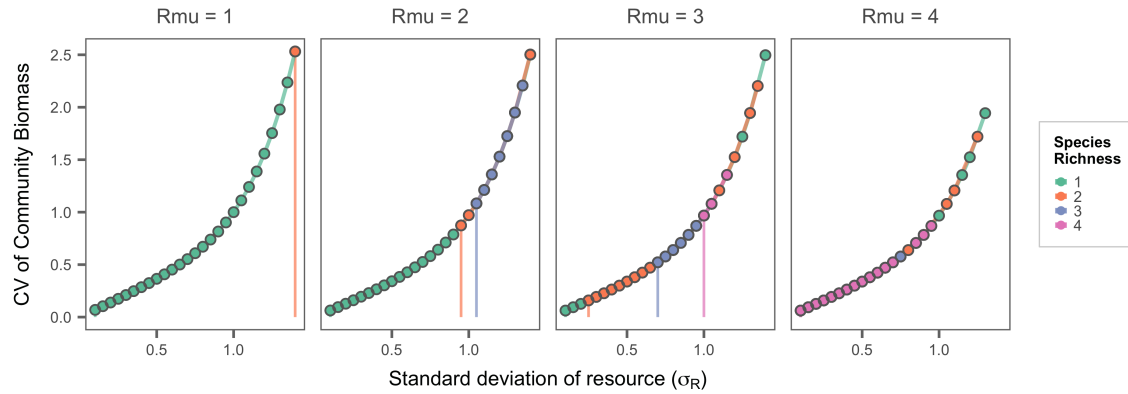 Rmu = 1 Rmu = 2 Rmu = 3 Rmu = 4
CV of Community Biomass
2.5
2.0
1.5
1.0
0.5
0.0
0.5 1.0 0.5 1.0 0.5 1.0 0.5 1.0
Standard deviation of resource (σR)
Species
Richness
1
2
3
4